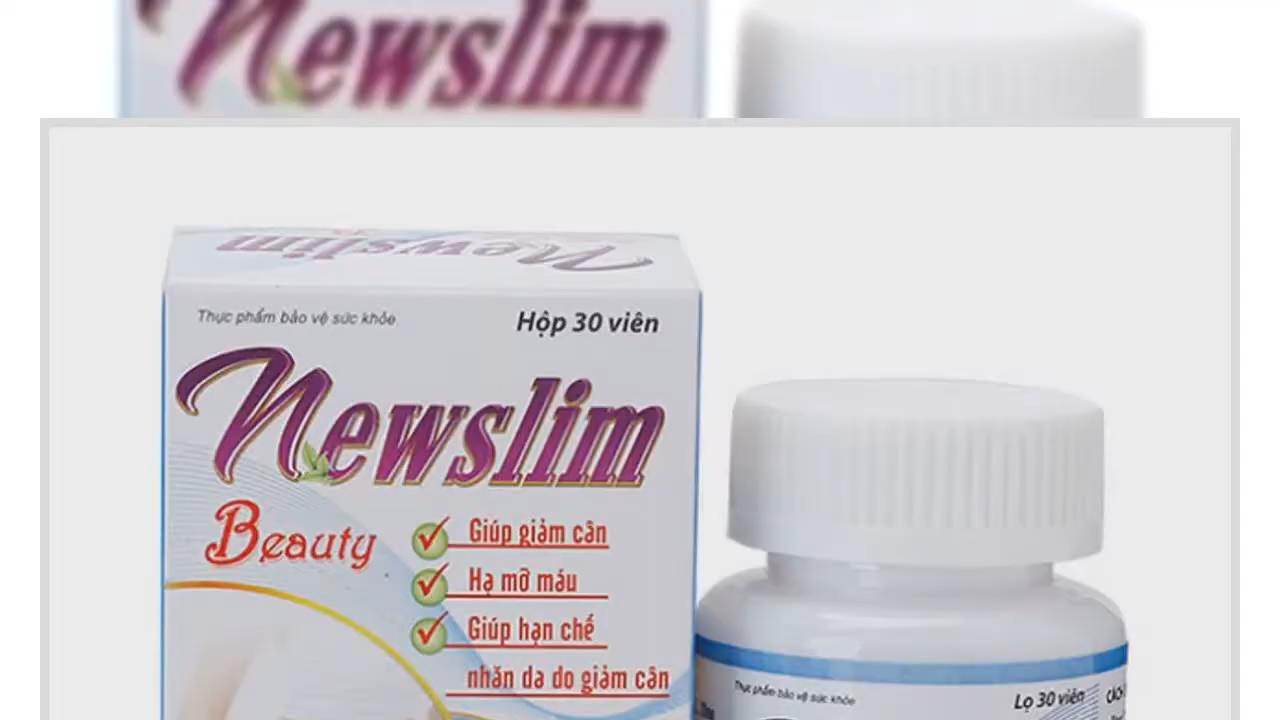 Newslim
Newslim
Thực phẩm bảo vệ sức khỏe
Hộp 30 viên
Newslim
Beauty
Giúp giảm cân
Hạ mỡ máu
Giúp hạn chế
nhăn da do giảm cân
Thực phẩm bảo vệ sức khỏe
Lọ 30 viên